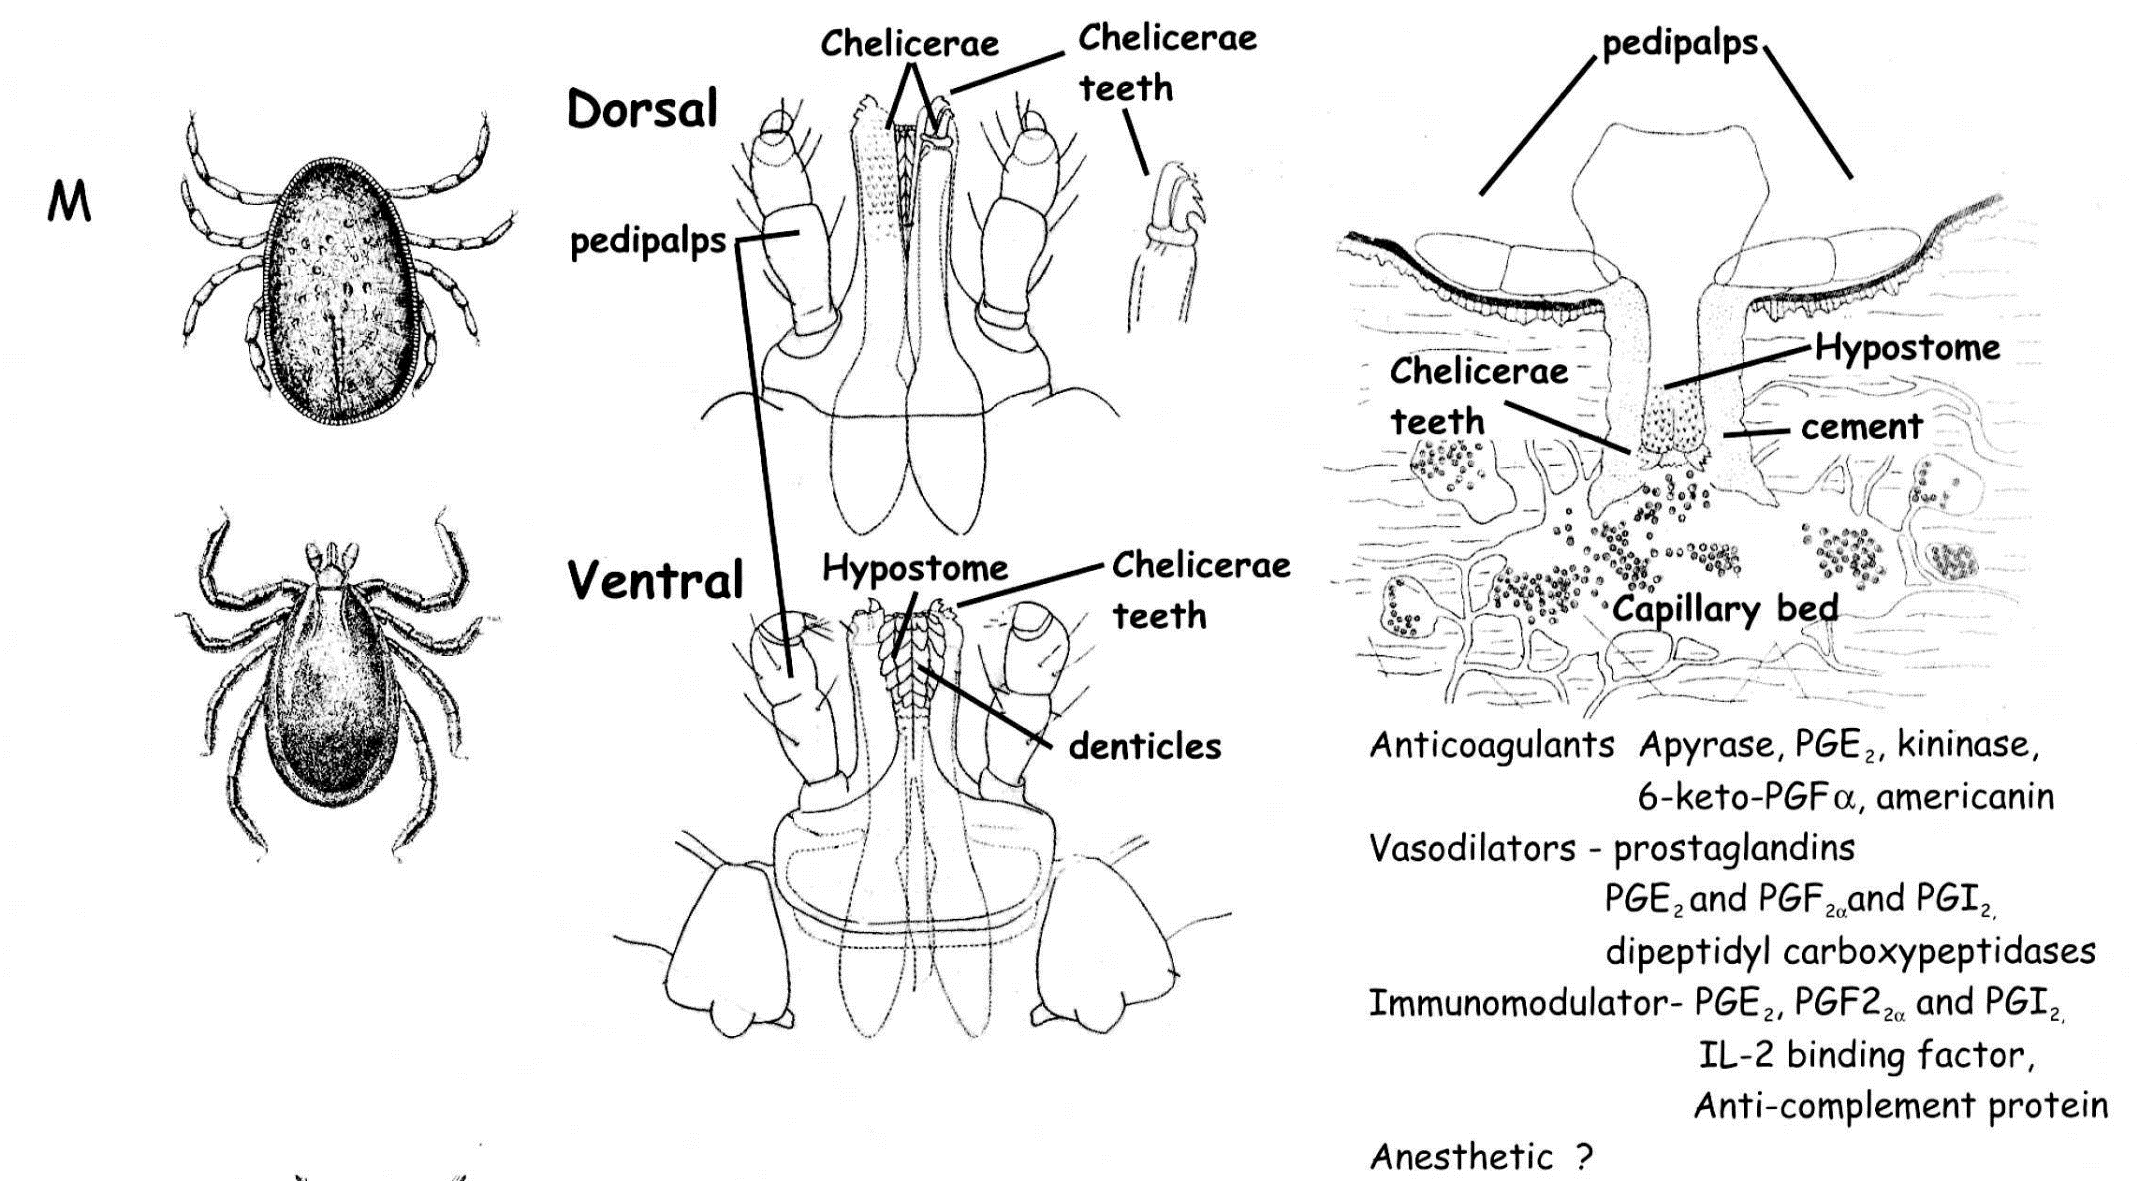 M
Dorsal
Chelicerae
Chelicerae
teeth
pedipalps
Ventral
Hypostome
Chelicerae
teeth
denticles
pedipalps
Hypostome
Chelicerae
teeth
cement
Capillary bed
Anticoagulants Apyrase, PGE₂, kininase,
6-keto-PGFα, americanin
Vasodilators - prostaglandins
PGE₂ and PGF₂α and PGI₂,
dipeptidyl carboxypeptidases
Immunomodulator- PGE₂, PGF2₂α and PGI₂,
IL-2 binding factor,
Anti-complement protein
Anesthetic ?